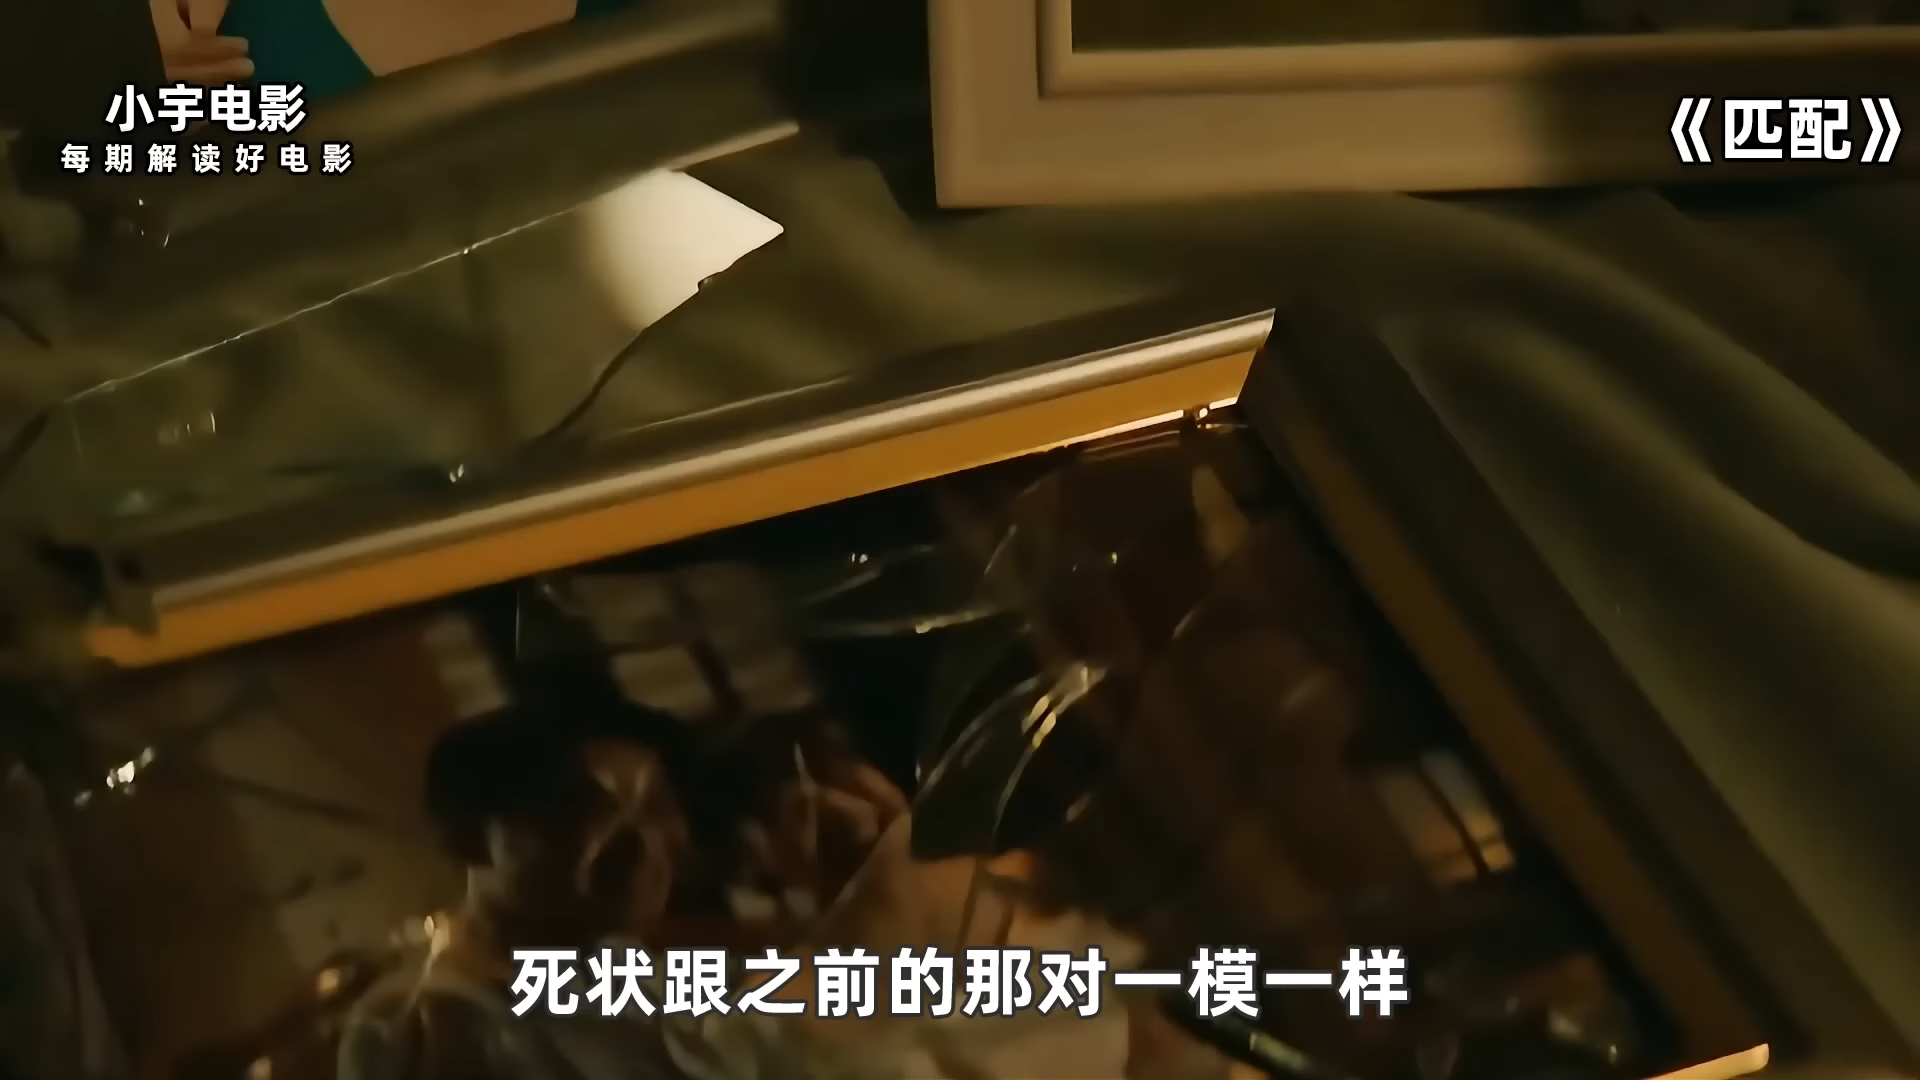 小宇电影
每期解读好电影
《匹配》
死状跟之前的那对一模一样